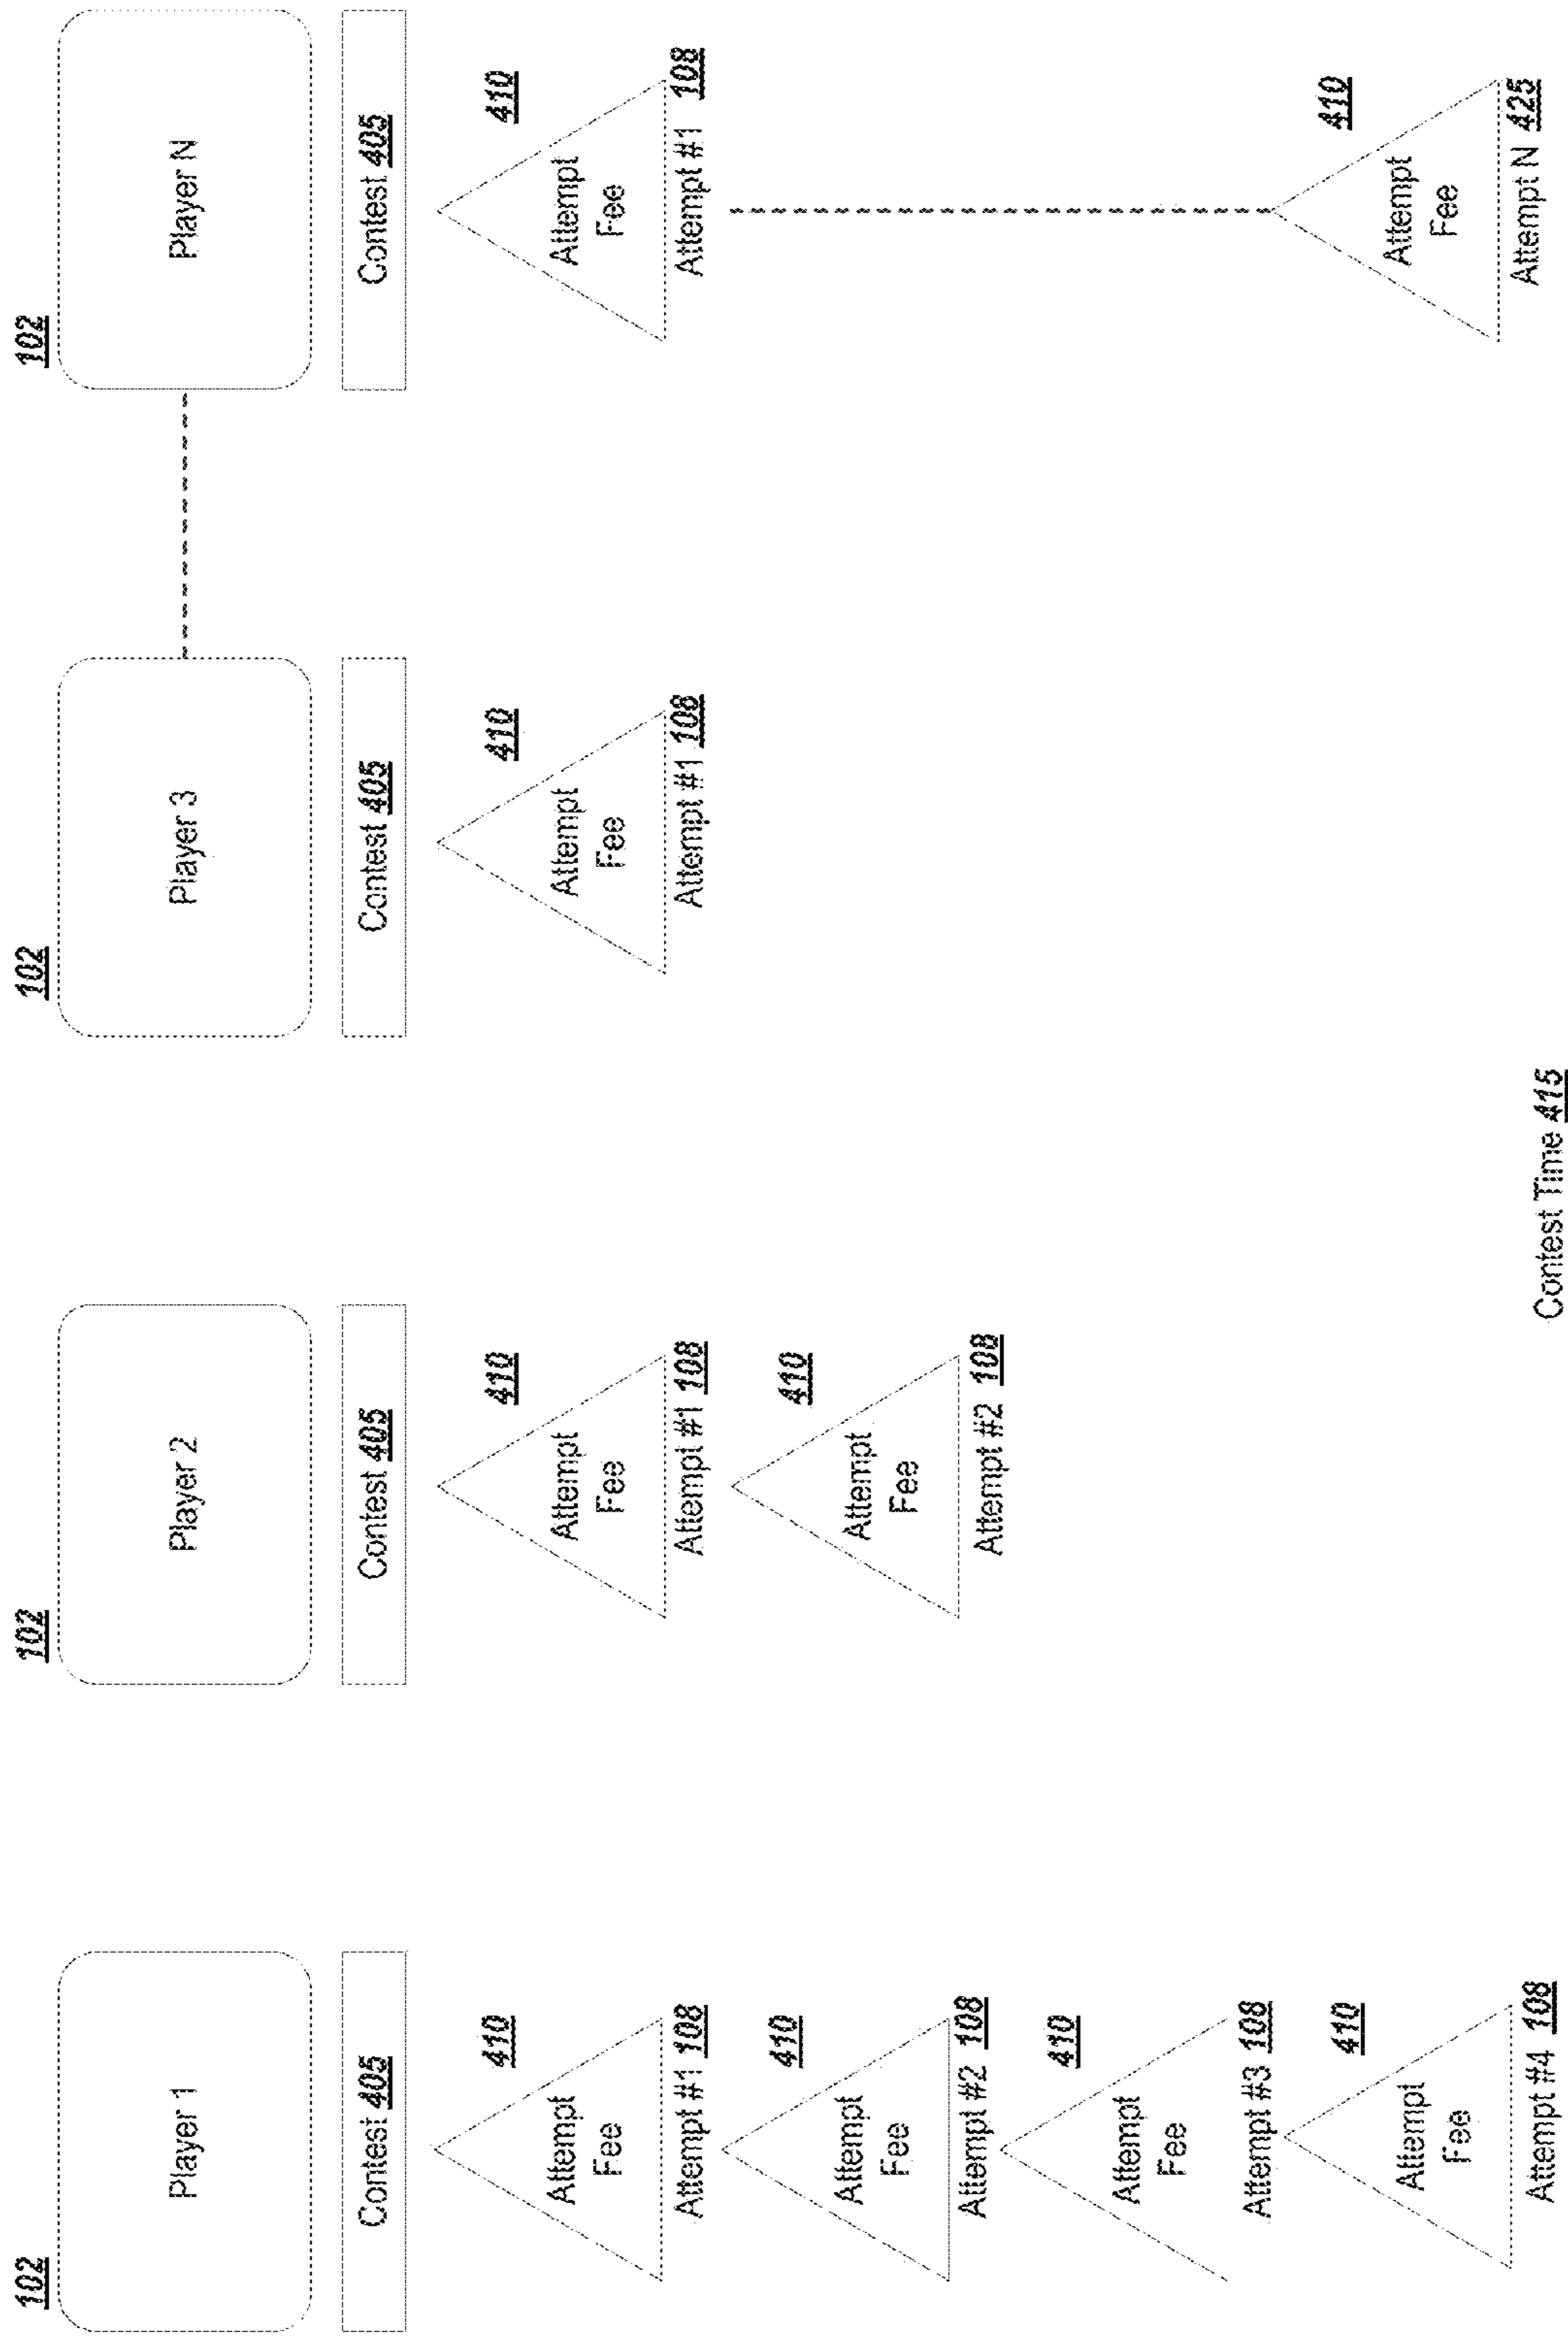 102
Player 1
Contest 405
410
Attempt
Fee
Attempt #1 108
410
Attempt
Fee
Attempt #2 108
410
Attempt
Fee
Attempt #3 108
410
Attempt
Fee
Attempt #4 108
102
Player 2
Contest 405
410
Attempt
Fee
Attempt #1 108
410
Attempt
Fee
Attempt #2 108
102
Player 3
Contest 405
410
Attempt
Fee
Attempt #1 108
102
Player N
Contest 405
410
Attempt
Fee
Attempt #1 108
410
Attempt
Fee
Attempt N 425
Contest Time 415